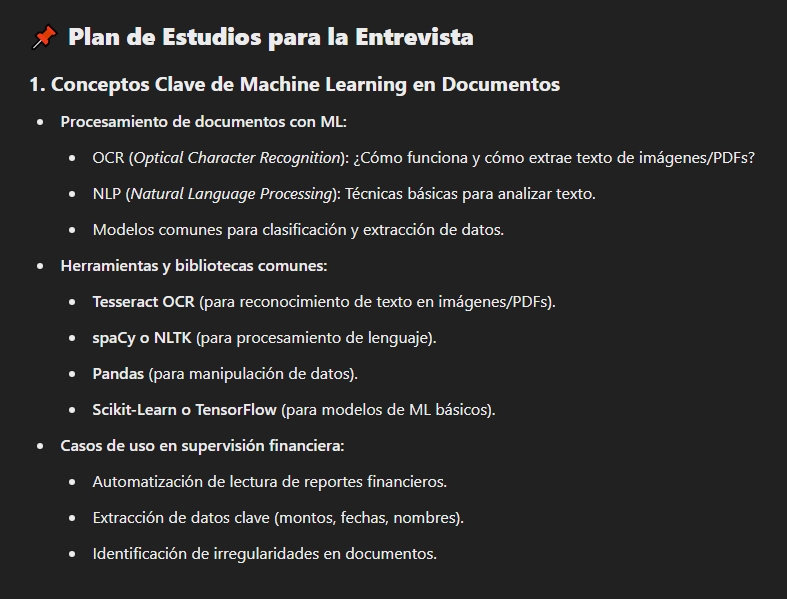 📌 Plan de Estudios para la Entrevista
1. Conceptos Clave de Machine Learning en Documentos
• Procesamiento de documentos con ML:
• OCR (Optical Character Recognition): ¿Cómo funciona y cómo extrae texto de imágenes/PDFs?
• NLP (Natural Language Processing): Técnicas básicas para analizar texto.
• Modelos comunes para clasificación y extracción de datos.
• Herramientas y bibliotecas comunes:
• Tesseract OCR (para reconocimiento de texto en imágenes/PDFs).
• spaCy o NLTK (para procesamiento de lenguaje).
• Pandas (para manipulación de datos).
• Scikit-Learn o TensorFlow (para modelos de ML básicos).
• Casos de uso en supervisión financiera:
• Automatización de lectura de reportes financieros.
• Extracción de datos clave (montos, fechas, nombres).
• Identificación de irregularidades en documentos.